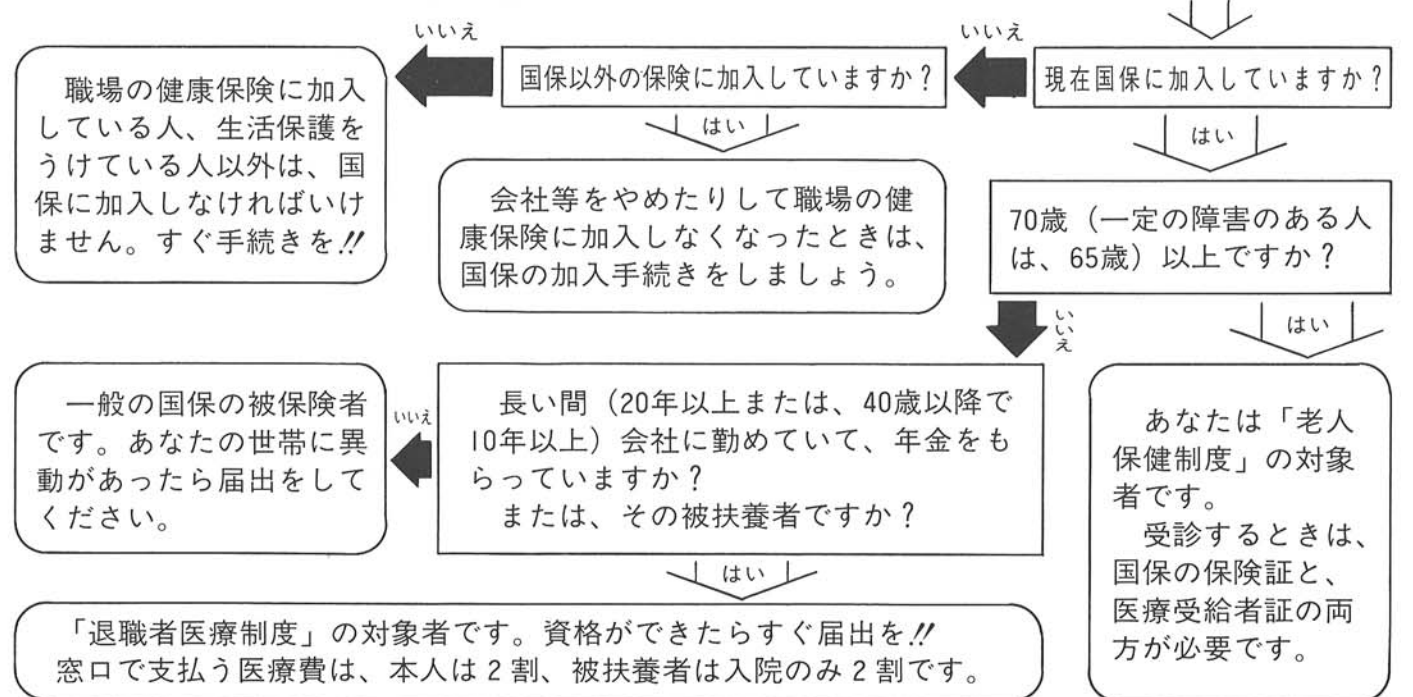 現在国保に加入していますか？
いいえ
国保以外の保険に加入していますか？
いいえ
職場の健康保険に加入
している人、生活保護を
うけている人以外は、国
保に加入しなければいけ
ません。すぐ手続きを!!
はい
会社等をやめたりして職場の健
康保険に加入しなくなったときは、
国保の加入手続きをしましょう。
はい
70歳（一定の障害のある人
は、65歳）以上ですか？
はい
あなたは「老人
保健制度」の対象
者です。
受診するときは、
国保の保険証と、
医療受給者証の両
方が必要です。
いいえ
長い間（20年以上または、40歳以降で
10年以上）会社に勤めていて、年金をも
らっていますか？
または、その被扶養者ですか？
いいえ
一般の国保の被保険者
です。あなたの世帯に異
動があったら届出をして
ください。
はい
「退職者医療制度」の対象者です。資格ができたらすぐ届出を!!
窓口で支払う医療費は、本人は2割、被扶養者は入院のみ2割です。